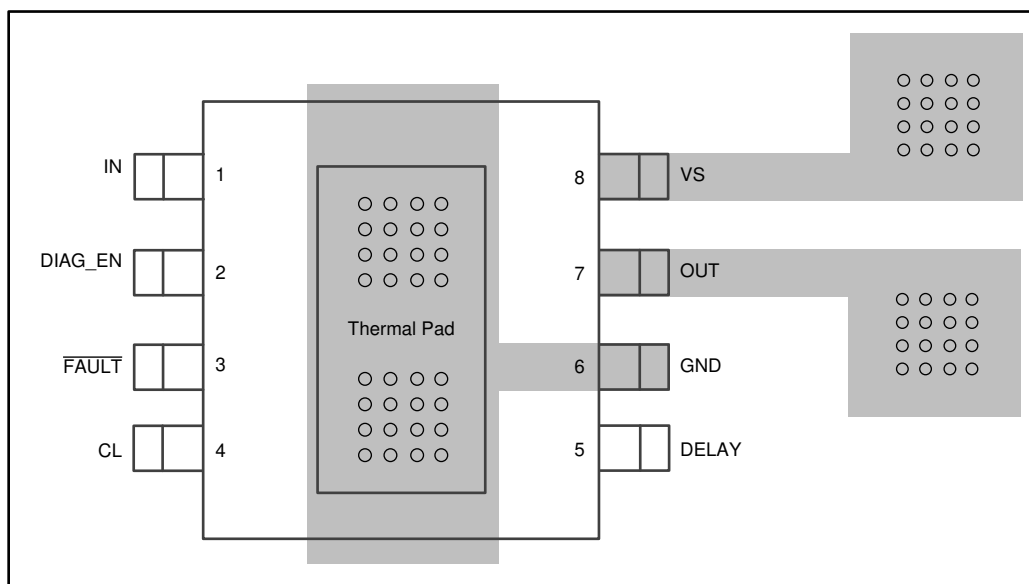 IN
1
8
VS
DIAG_EN
2
7
OUT
Thermal Pad
FAULT
3
6
GND
CL
4
5
DELAY